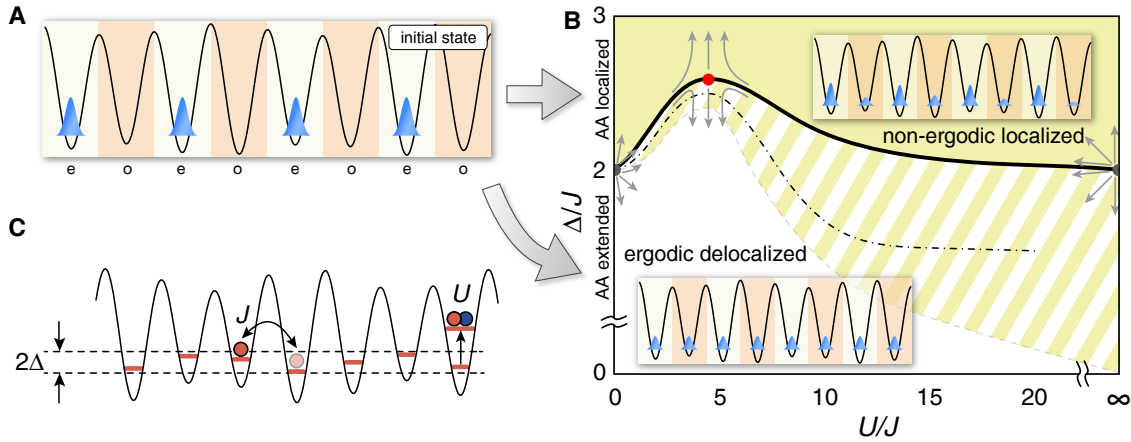 A
initial state
e o e o e o e o
B
3
2
0
Δ/J
AA localized
AA extended
non-ergodic localized
ergodic delocalized
0 5 10 15 20 ∞
U/J
C
J
U
2Δ